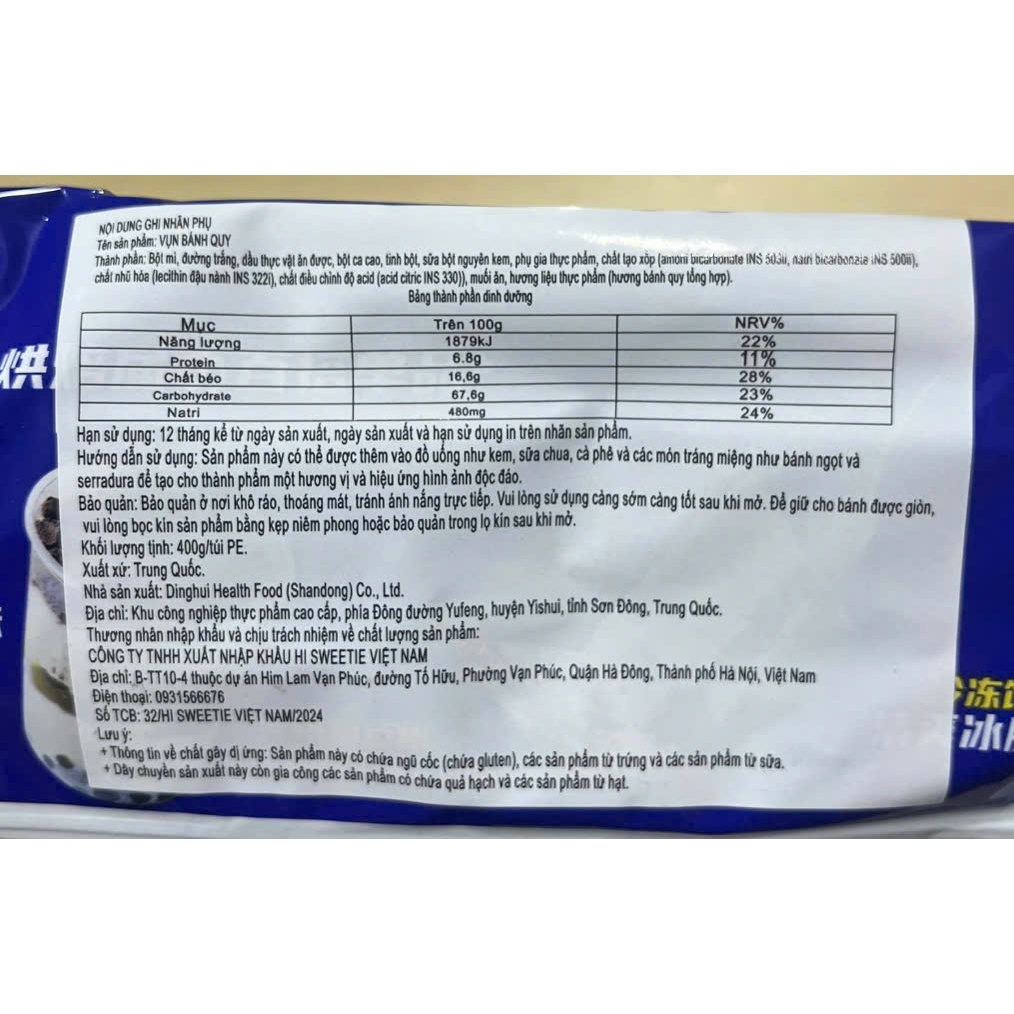 NỘI DUNG GHI NHÃN PHỤ
Tên sản phẩm: VỤN BÁNH QUY
Thành phần: Bột mì, đường trắng, dầu thực vật ăn được, bột ca cao, tinh bột, sữa bột nguyên kem, phụ gia thực phẩm, chất tạo xốp (amoni bicarbonate INS 503ii, natri bicarbonate INS 500ii),
chất nhũ hóa (lecithin đậu nành INS 322i), chất điều chỉnh độ acid (acid citric INS 330)), muối ăn, hương liệu thực phẩm (hương bánh quy tổng hợp).
Bảng thành phần dinh dưỡng
Mục Trên 100g NRV%
Năng lượng 1879kJ 22%
Protein 6.8g 11%
Chất béo 16,6g 28%
Carbohydrate 67,6g 23%
Natri 480mg 24%
Hạn sử dụng: 12 tháng kể từ ngày sản xuất, ngày sản xuất và hạn sử dụng in trên nhãn sản phẩm.
Hướng dẫn sử dụng: Sản phẩm này có thể được thêm vào đồ uống như kem, sữa chua, cà phê và các món tráng miệng như bánh ngọt và
serradura để tạo cho thành phẩm một hương vị và hiệu ứng hình ảnh độc đáo.
Bảo quản: Bảo quản ở nơi khô ráo, thoáng mát, tránh ánh nắng trực tiếp. Vui lòng sử dụng càng sớm càng tốt sau khi mở. Để giữ cho bánh được giòn,
vui lòng bọc kín sản phẩm bằng kẹp niêm phong hoặc bảo quản trong lọ kín sau khi mở.
Khối lượng tịnh: 400g/túi PE.
Xuất xứ: Trung Quốc.
Nhà sản xuất: Dinghui Health Food (Shandong) Co., Ltd.
Địa chỉ: Khu công nghiệp thực phẩm cao cấp, phía Đông đường Yufeng, huyện Yishui, tỉnh Sơn Đông, Trung Quốc.
Thương nhân nhập khẩu và chịu trách nhiệm về chất lượng sản phẩm:
CÔNG TY TNHH XUẤT NHẬP KHẨU HI SWEETIE VIỆT NAM
Địa chỉ: B-TT10-4 thuộc dự án Him Lam Vạn Phúc, đường Tố Hữu, Phường Vạn Phúc, Quận Hà Đông, Thành phố Hà Nội, Việt Nam
Điện thoại: 0931566676
Số TCB: 32/HI SWEETIE VIỆT NAM/2024
Lưu ý:
+ Thông tin về chất gây dị ứng: Sản phẩm này có chứa ngũ cốc (chứa gluten), các sản phẩm từ trứng và các sản phẩm từ sữa.
+ Dây chuyền sản xuất này còn gia công các sản phẩm có chứa quả hạch và các sản phẩm từ hạt.
烘
冻
冰